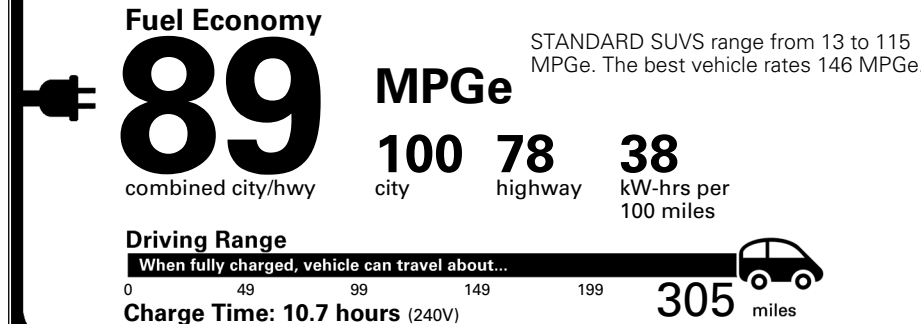 Fuel Economy
89
MPGe
STANDARD SUVS range from 13 to 115
MPGe. The best vehicle rates 146 MPGe.
combined city/hwy
100
city
78
highway
38
kW-hrs per
100 miles
Driving Range
When fully charged, vehicle can travel about...
0 49 99 149 199 305 miles
Charge Time: 10.7 hours (240V)